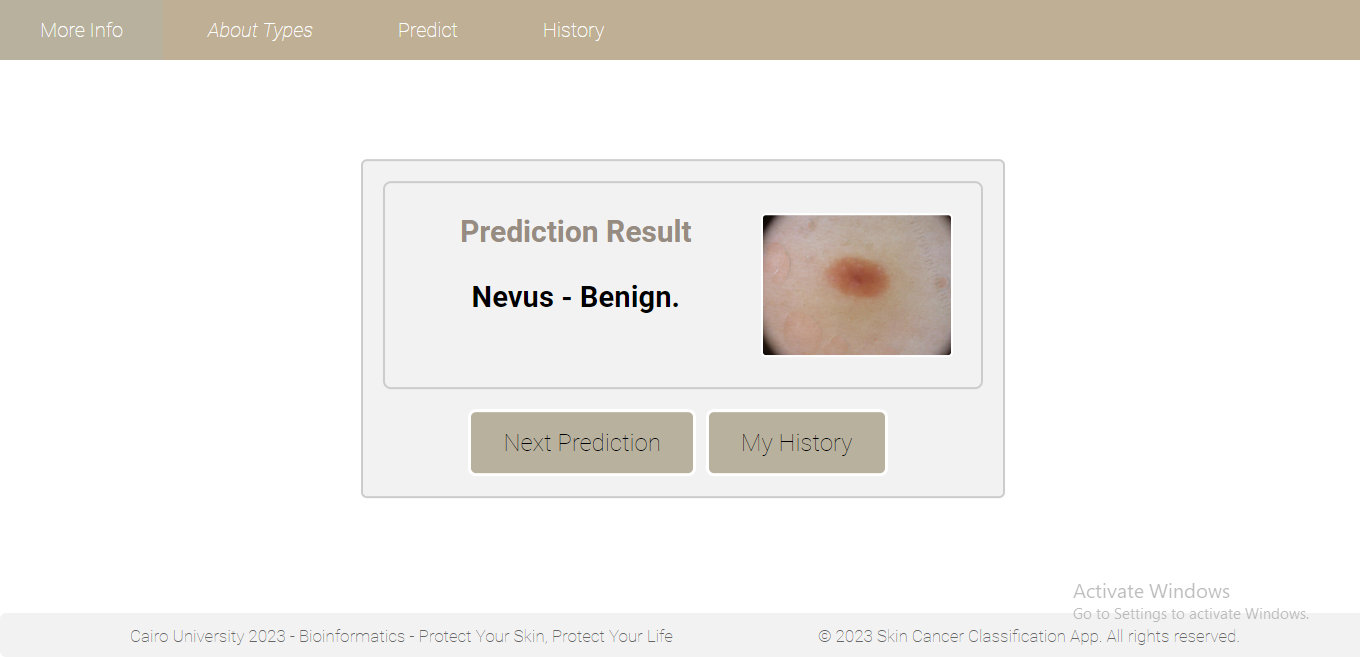 More Info About Types Predict History
Prediction Result
Nevus - Benign.
Next Prediction My History
Activate Windows
Go to Settings to activate Windows.
Cairo University 2023 - Bioinformatics - Protect Your Skin, Protect Your Life © 2023 Skin Cancer Classification App. All rights reserved.